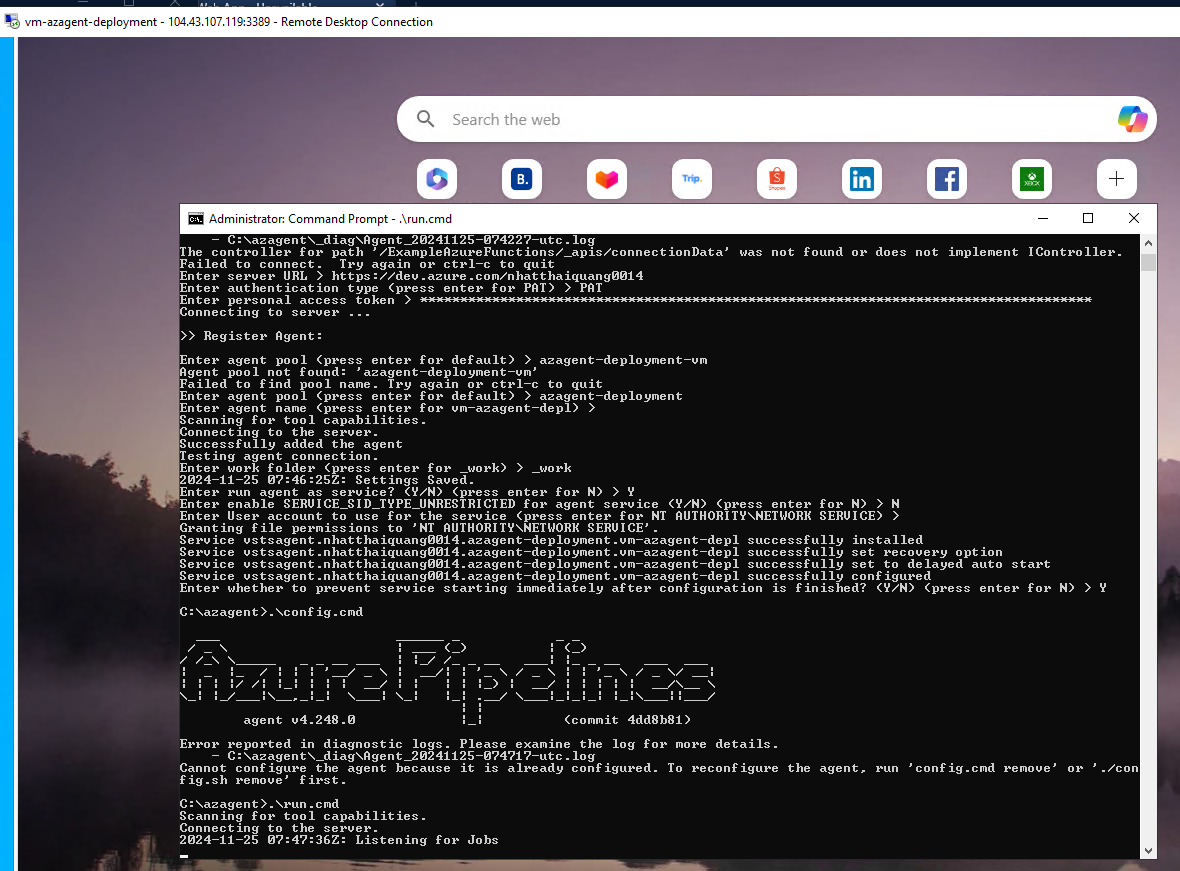 vm-azagent-deployment - 104.43.107.119:3389 - Remote Desktop Connection
Search the web
B.
Trip.
Shopee
in
f
XBOX
Administrator: Command Prompt - .\run.cmd
- C:\azagent\_diag\Agent_20241125-074227-utc.log
The controller for path '/ExampleAzureFunctions/_apis/connectionData' was not found or does not implement IController.
Failed to connect.  Try again or ctrl-c to quit
Enter server URL > https://dev.azure.com/nhatthaiquang0014
Enter authentication type (press enter for PAT) > PAT
Enter personal access token > ************************************************************************************
Connecting to server ...
>> Register Agent:
Enter agent pool (press enter for default) > azagent-deployment-vm
Agent pool not found: 'azagent-deployment-vm'
Failed to find pool name. Try again or ctrl-c to quit
Enter agent pool (press enter for default) > azagent-deployment
Enter agent name (press enter for vm-azagent-depl) >
Scanning for tool capabilities.
Connecting to the server.
Successfully added the agent
Testing agent connection.
Enter work folder (press enter for _work) > _work
2024-11-25 07:46:25Z: Settings Saved.
Enter run agent as service? (Y/N) (press enter for N) > Y
Enter enable SERVICE_SID_TYPE_UNRESTRICTED for agent service (Y/N) (press enter for N) > N
Enter User account to use for the service (press enter for NT AUTHORITY\NETWORK SERVICE) >
Granting file permissions to 'NT AUTHORITY\NETWORK SERVICE'.
Service vstsagent.nhatthaiquang0014.azagent-deployment.vm-azagent-depl successfully installed
Service vstsagent.nhatthaiquang0014.azagent-deployment.vm-azagent-depl successfully set recovery option
Service vstsagent.nhatthaiquang0014.azagent-deployment.vm-azagent-depl successfully set to delayed auto start
Service vstsagent.nhatthaiquang0014.azagent-deployment.vm-azagent-depl successfully configured
Enter whether to prevent service starting immediately after configuration is finished? (Y/N) (press enter for N) > Y
C:\azagent>.\config.cmd
Azure Pipelines
agent v4.248.0 (commit 4dd8b81)
Error reported in diagnostic logs. Please examine the log for more details.
- C:\azagent\_diag\Agent_20241125-074717-utc.log
Cannot configure the agent because it is already configured. To reconfigure the agent, run 'config.cmd remove' or './con
fig.sh remove' first.
C:\azagent>.\run.cmd
Scanning for tool capabilities.
Connecting to the server.
2024-11-25 07:47:36Z: Listening for Jobs